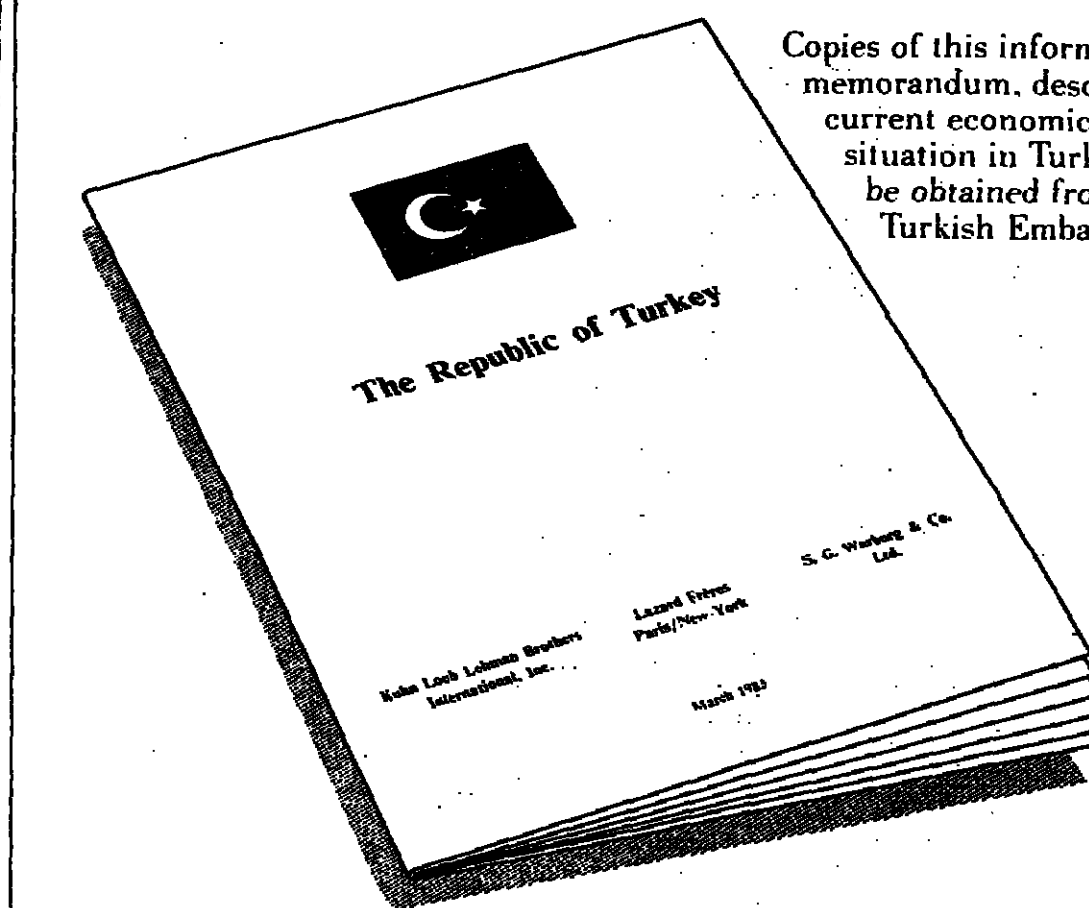 Copies of this inform
memorandum, desc
current economic
situation in Turk
be obtained fro
Turkish Emba
The Republic of Turkey
S. G. Warburg & Co.
Ltd.
Lazard Frères
Paris/New York
Kuhn Loeb Lehman Brothers
International, Inc.
March